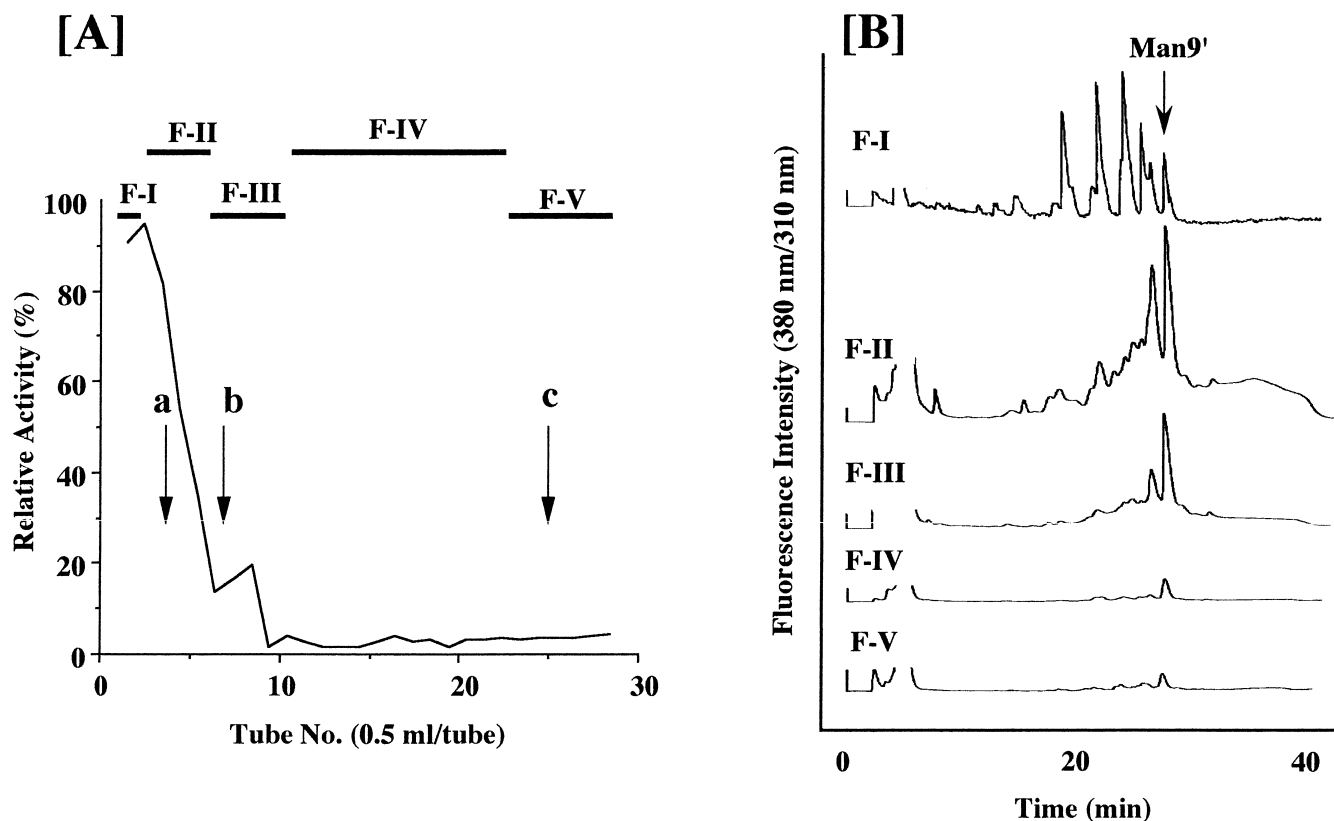 [A]
F-II
F-IV
F-I
F-III
F-V
100
80
60
40
20
0
Relative Activity (%)
a
b
c
0
10
20
30
Tube No. (0.5 ml/tube)
[B]
Man9'
F-I
F-II
F-III
F-IV
F-V
Fluorescence Intensity (380 nm/310 nm)
0
20
40
Time (min)